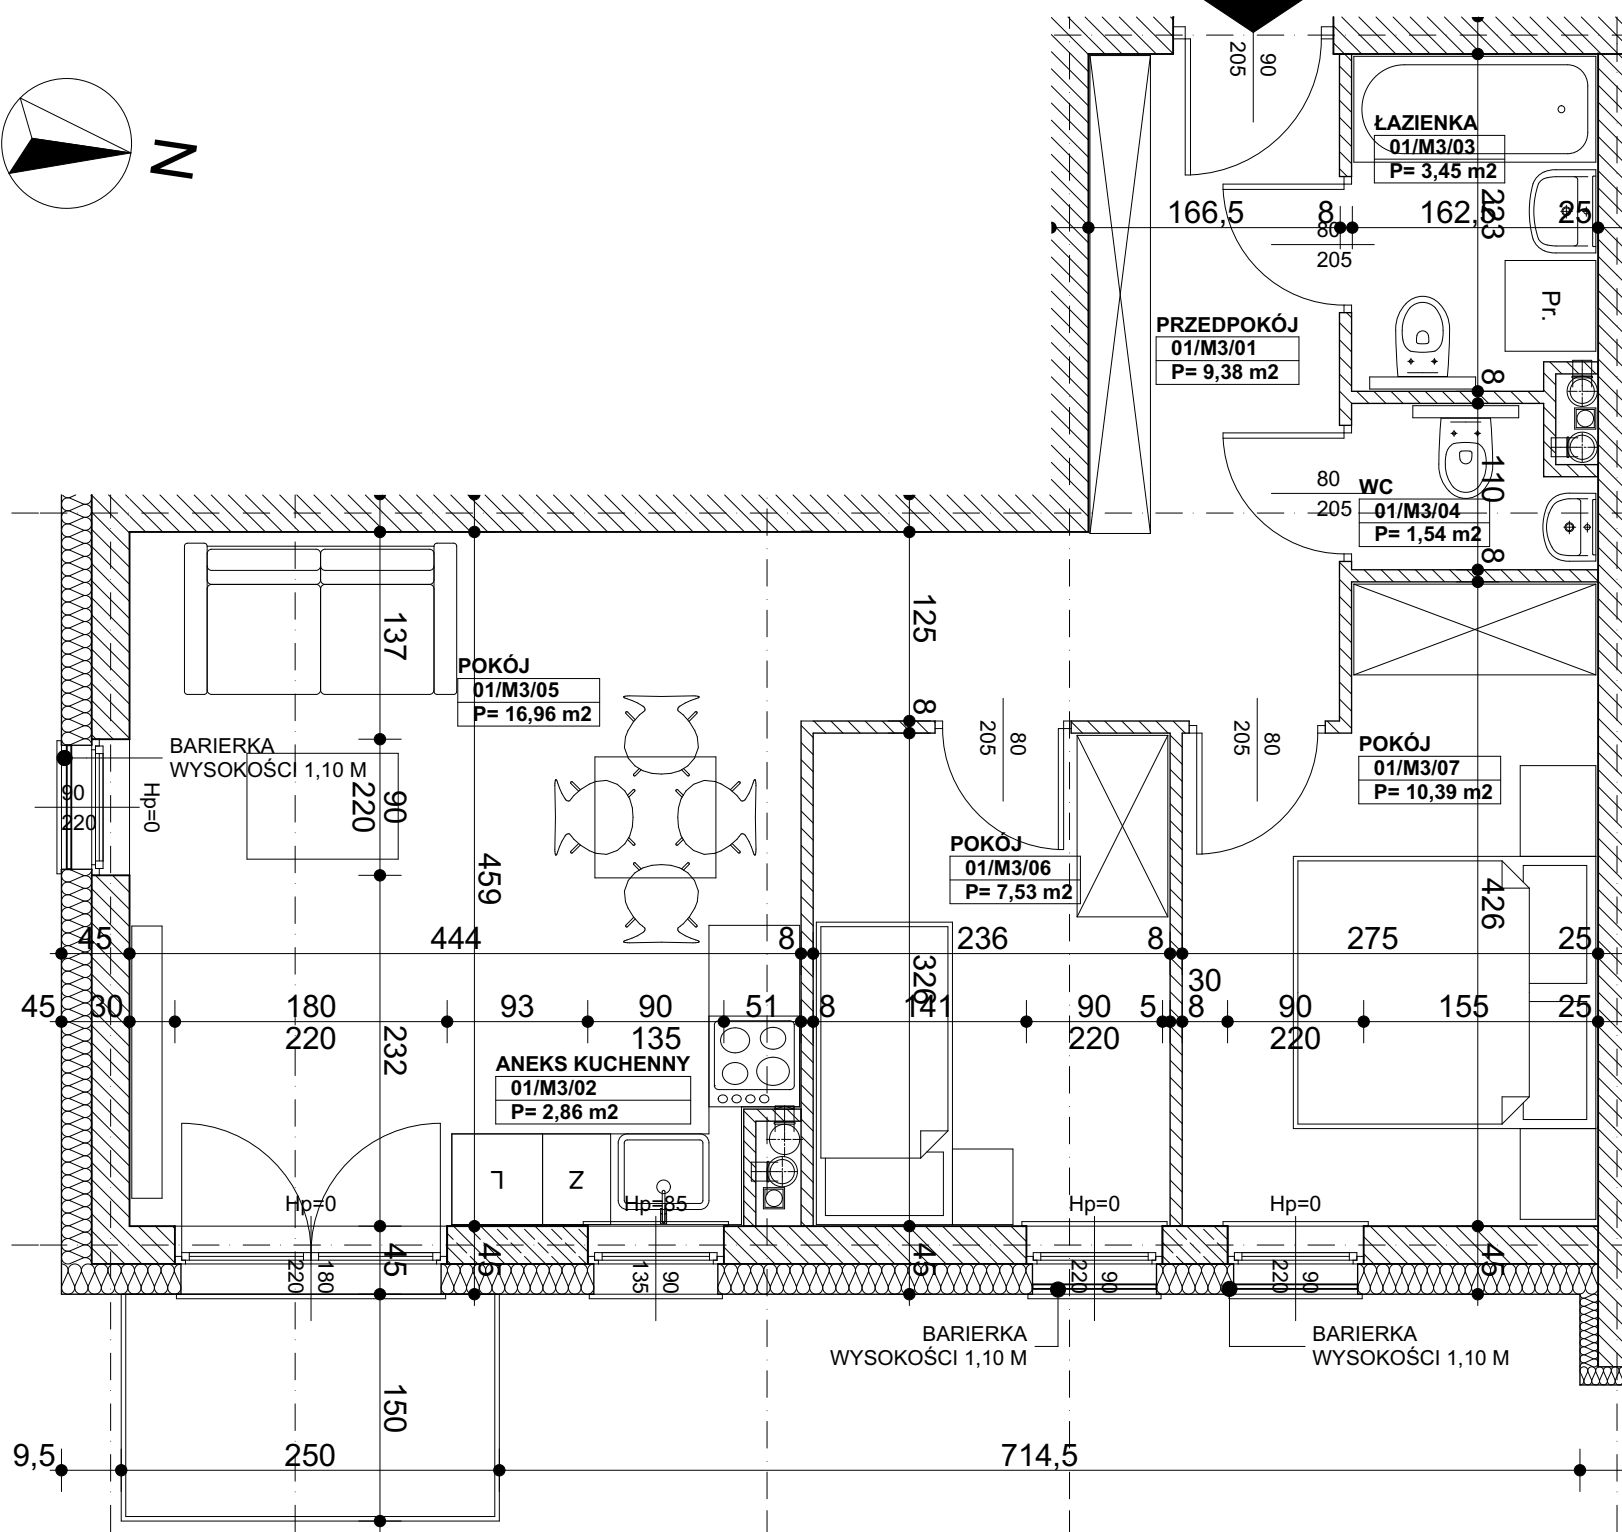 N
90
205
ŁAZIENKA
01/M3/03
P= 3,45 m2
166,5
8
162,5
25
233
80
205
Pr.
PRZEDPOKÓJ
01/M3/01
P= 9,38 m2
8
80
205
WC
01/M3/04
P= 1,54 m2
110
8
137
125
8
POKÓJ
01/M3/05
P= 16,96 m2
BARIERKA
WYSOKOŚCI 1,10 M
90
220
Hp=0
90
220
459
80
205
80
205
POKÓJ
01/M3/07
P= 10,39 m2
POKÓJ
01/M3/06
P= 7,53 m2
426
45
444
8
236
8
275
25
326
30
45
30
180
93
90
51
8
141
90
5
8
90
155
25
220
135
220
220
232
ANEKS KUCHENNY
01/M3/02
P= 2,86 m2
L
Z
Hp=0
Hp=85
Hp=0
Hp=0
45
45
45
45
180
220
90
135
90
220
90
220
BARIERKA
WYSOKOŚCI 1,10 M
BARIERKA
WYSOKOŚCI 1,10 M
150
9,5
250
714,5